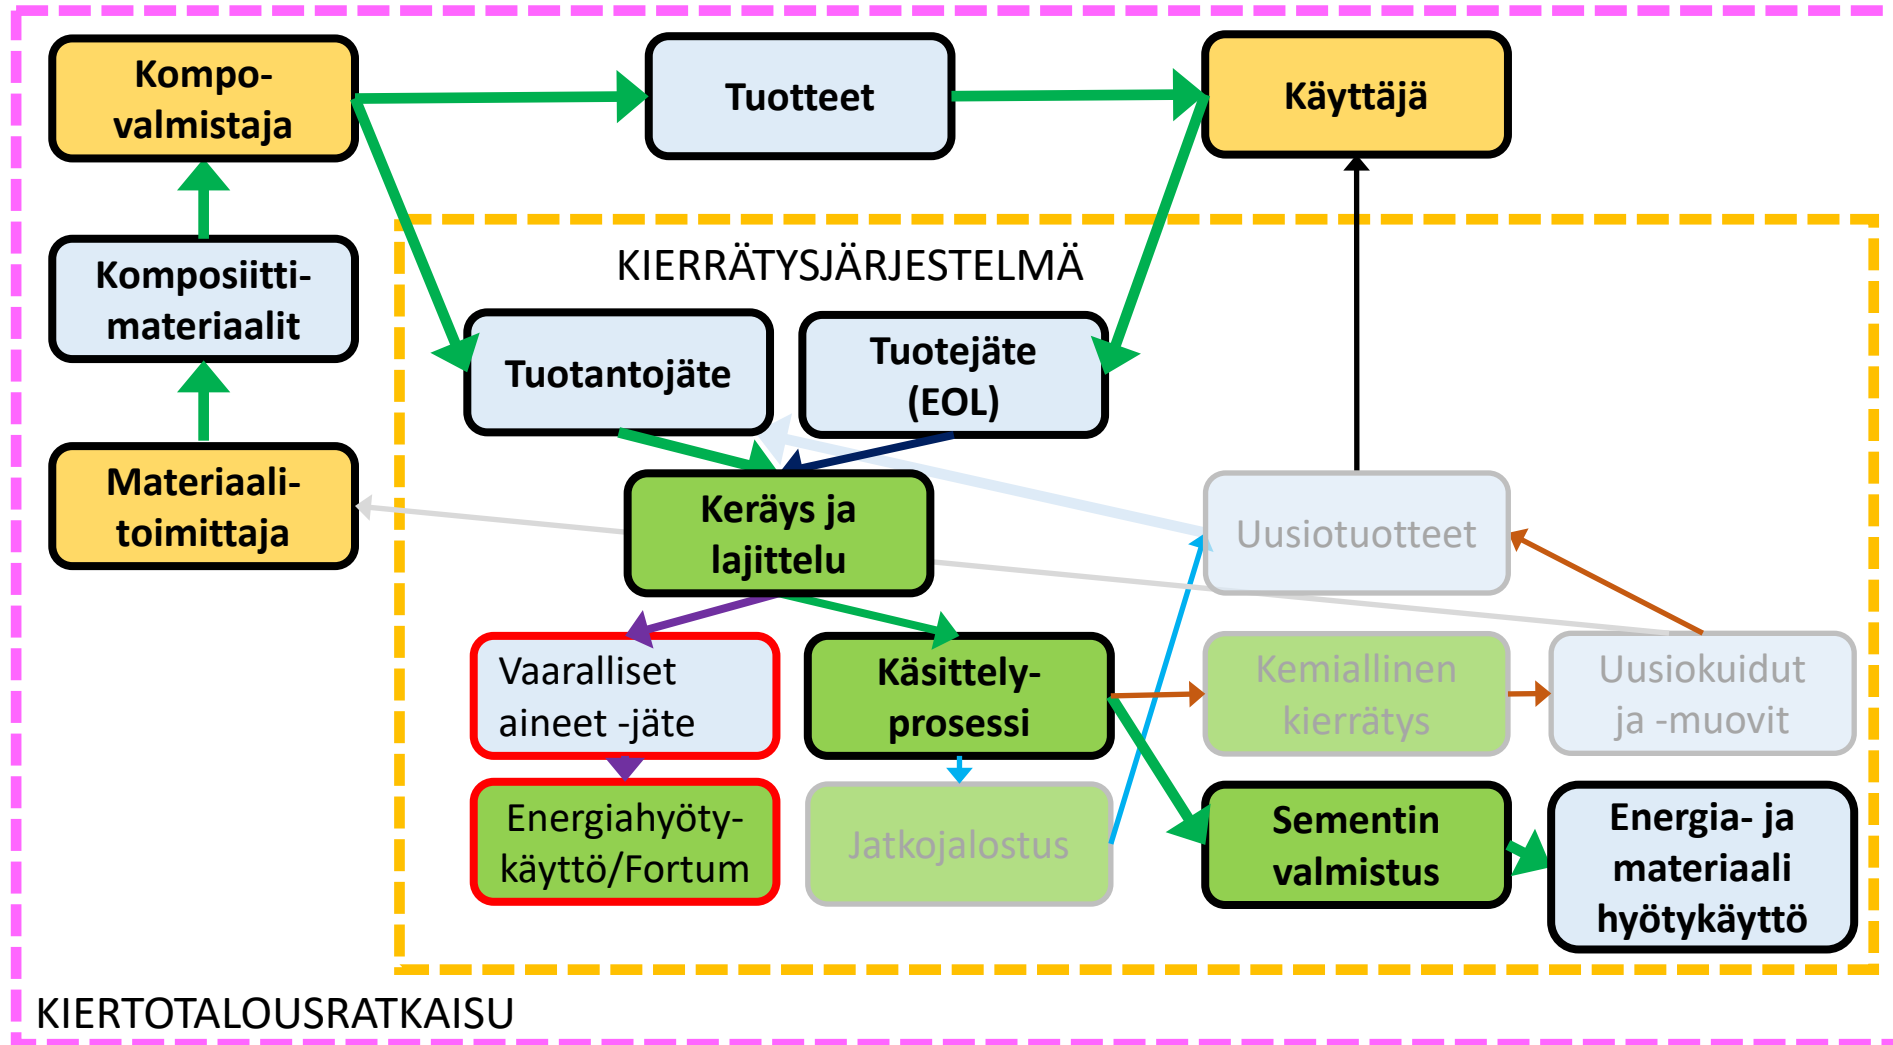 Kompo-
valmistaja
Tuotteet
Käyttäjä
Komposiitti-
materiaalit
KIERRÄTYSJÄRJESTELMÄ
Tuotantojäte
Tuotejäte
(EOL)
Materiaali-
toimittaja
Keräys ja
lajittelu
Uusiotuotteet
Vaaralliset
aineet -jäte
Käsittely-
prosessi
Kemiallinen
kierrätys
Uusiokuidut
ja -muovit
Energiahyöty-
käyttö/Fortum
Jatkojalostus
Sementin
valmistus
Energia- ja
materiaali
hyötykäyttö
KIERTOTALOUSRATKAISU